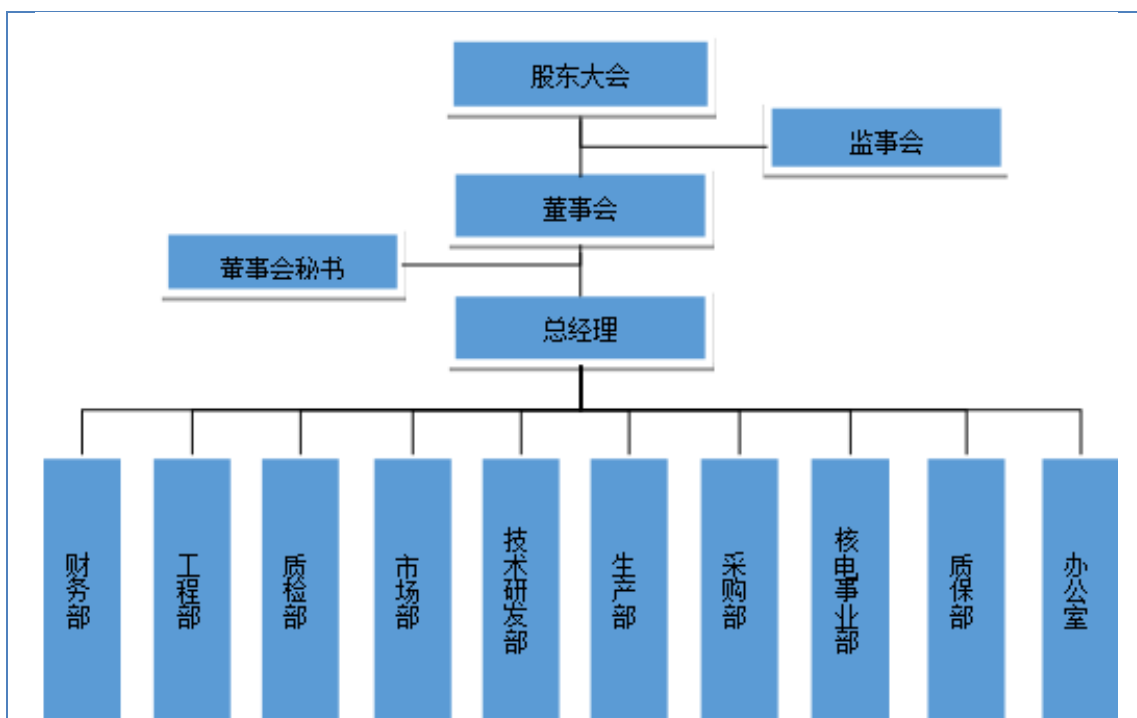 股东大会
监事会
董事会
董事会秘书
总经理
财务部
工程部
质检部
市场部
技术研发部
生产部
采购部
核电事业部
质保部
办公室